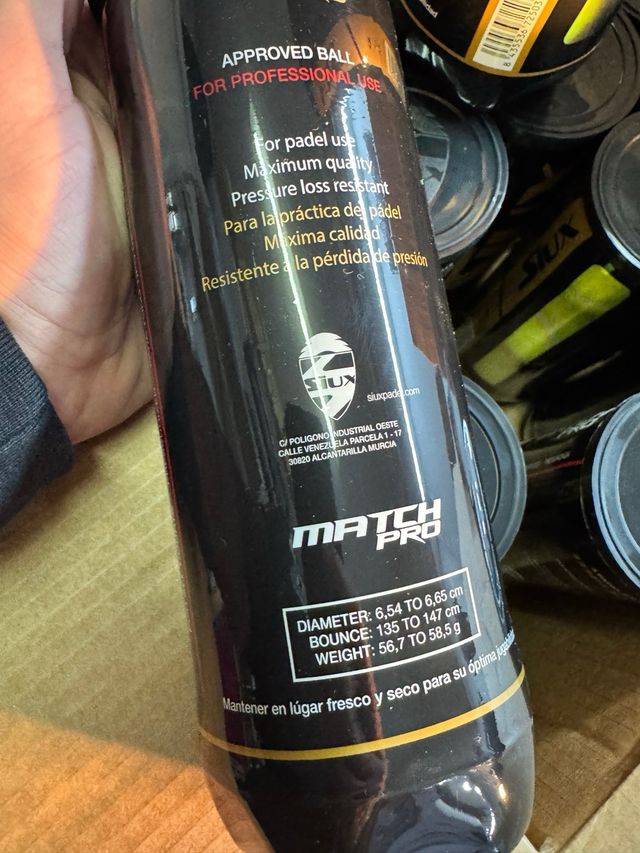 APPROVED BALL
FOR PROFESSIONAL USE
For padel use
Maximum quality
Pressure loss resistant
Para la práctica del pádel
Máxima calidad
Resistente a la pérdida de presión
SIUX
siuxpadel.com
C/ POLIGONO INDUSTRIAL OESTE
CALLE VENEZUELA PARCELA 1 - 17
30820 ALCANTARILLA MURCIA
MATCH
PRO
DIAMETER: 6,54 TO 6,65 cm
BOUNCE: 135 TO 147 cm
WEIGHT: 56,7 TO 58,5 g
Mantener en lúgar fresco y seco para su óptima
SIUX